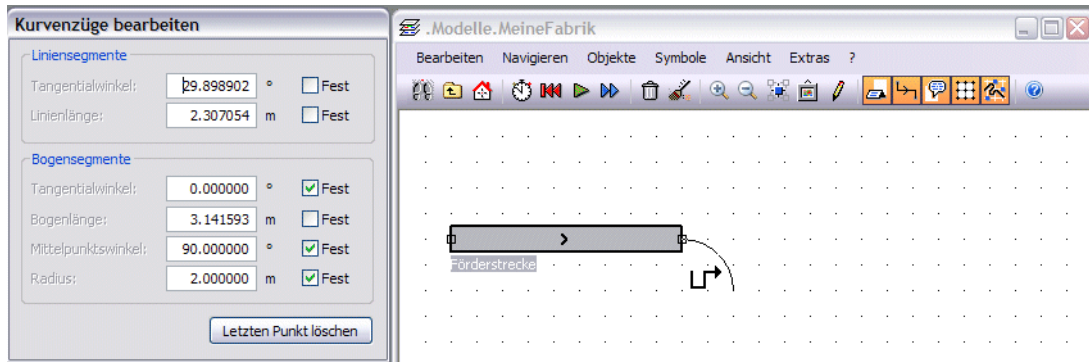 Kurvenzüge bearbeiten
Liniensegmente
Tangentialwinkel: 29.898902 ° Fest
Linienlänge: 2.307054 m Fest
Bogensegmente
Tangentialwinkel: 0.000000 ° Fest
Bogenlänge: 3.141593 m Fest
Mittelpunktswinkel: 90.000000 ° Fest
Radius: 2.000000 m Fest
Letzten Punkt löschen
.Modelle.MeineFabrik
Bearbeiten Navigieren Objekte Symbole Ansicht Extras ?
Förderstrecke